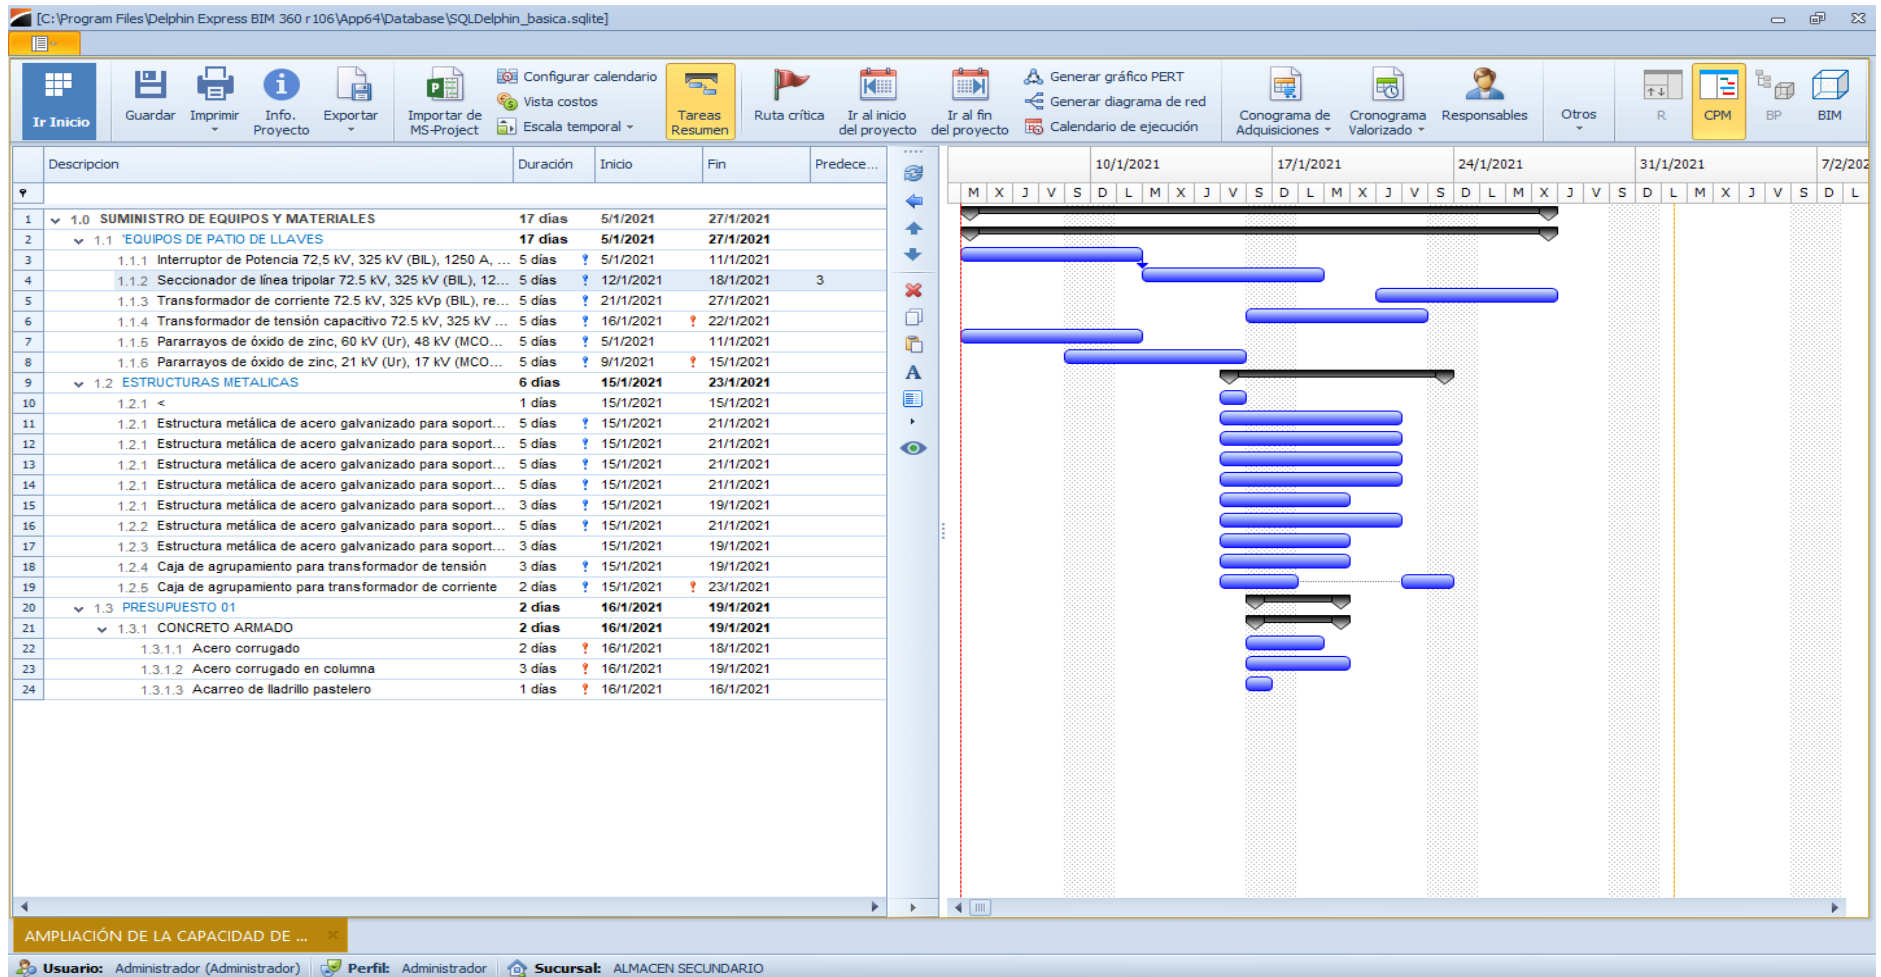 [C:\Program Files\Delphin Express BIM 360 r106\App64\Database\SQLDelphin_basica.sqlite]
Ir Inicio
Guardar
Imprimir
Info. Proyecto
Exportar
Importar de MS-Project
Configurar calendario
Vista costos
Escala temporal
Tareas Resumen
Ruta crítica
Ir al inicio del proyecto
Ir al fin del proyecto
Generar gráfico PERT
Generar diagrama de red
Calendario de ejecución
Conograma de Adquisiciones
Cronograma Valorizado
Responsables
Otros
R
CPM
BP
BIM
Descripcion Duración Inicio Fin Predece...
10/1/2021 17/1/2021 24/1/2021 31/1/2021 7/2/202
M X J V S D L M X J V S D L M X J V S D L M X J V S D L M X J V S D L
1 1.0 SUMINISTRO DE EQUIPOS Y MATERIALES 17 días 5/1/2021 27/1/2021
2 1.1 'EQUIPOS DE PATIO DE LLAVES 17 días 5/1/2021 27/1/2021
3 1.1.1 Interruptor de Potencia 72,5 kV, 325 kV (BIL), 1250 A, ... 5 días 5/1/2021 11/1/2021
4 1.1.2 Seccionador de línea tripolar 72.5 kV, 325 kV (BIL), 12... 5 días 12/1/2021 18/1/2021 3
5 1.1.3 Transformador de corriente 72.5 kV, 325 kVp (BIL), re... 5 días 21/1/2021 27/1/2021
6 1.1.4 Transformador de tensión capacitivo 72.5 kV, 325 kV ... 5 días 16/1/2021 22/1/2021
7 1.1.5 Pararrayos de óxido de zinc, 60 kV (Ur), 48 kV (MCO... 5 días 5/1/2021 11/1/2021
8 1.1.6 Pararrayos de óxido de zinc, 21 kV (Ur), 17 kV (MCO... 5 días 9/1/2021 15/1/2021
9 1.2 ESTRUCTURAS METALICAS 6 días 15/1/2021 23/1/2021
10 1.2.1 < 1 días 15/1/2021 15/1/2021
11 1.2.1 Estructura metálica de acero galvanizado para soport... 5 días 15/1/2021 21/1/2021
12 1.2.1 Estructura metálica de acero galvanizado para soport... 5 días 15/1/2021 21/1/2021
13 1.2.1 Estructura metálica de acero galvanizado para soport... 5 días 15/1/2021 21/1/2021
14 1.2.1 Estructura metálica de acero galvanizado para soport... 5 días 15/1/2021 21/1/2021
15 1.2.1 Estructura metálica de acero galvanizado para soport... 3 días 15/1/2021 19/1/2021
16 1.2.2 Estructura metálica de acero galvanizado para soport... 5 días 15/1/2021 21/1/2021
17 1.2.3 Estructura metálica de acero galvanizado para soport... 3 días 15/1/2021 19/1/2021
18 1.2.4 Caja de agrupamiento para transformador de tensión 3 días 15/1/2021 19/1/2021
19 1.2.5 Caja de agrupamiento para transformador de corriente 2 días 15/1/2021 23/1/2021
20 1.3 PRESUPUESTO 01 2 días 16/1/2021 19/1/2021
21 1.3.1 CONCRETO ARMADO 2 días 16/1/2021 19/1/2021
22 1.3.1.1 Acero corrugado 2 días 16/1/2021 18/1/2021
23 1.3.1.2 Acero corrugado en columna 3 días 16/1/2021 19/1/2021
24 1.3.1.3 Acarreo de lladrillo pastelero 1 días 16/1/2021 16/1/2021
A
AMPLIACIÓN DE LA CAPACIDAD DE ...
Usuario: Administrador (Administrador) Perfil: Administrador Sucursal: ALMACEN SECUNDARIO